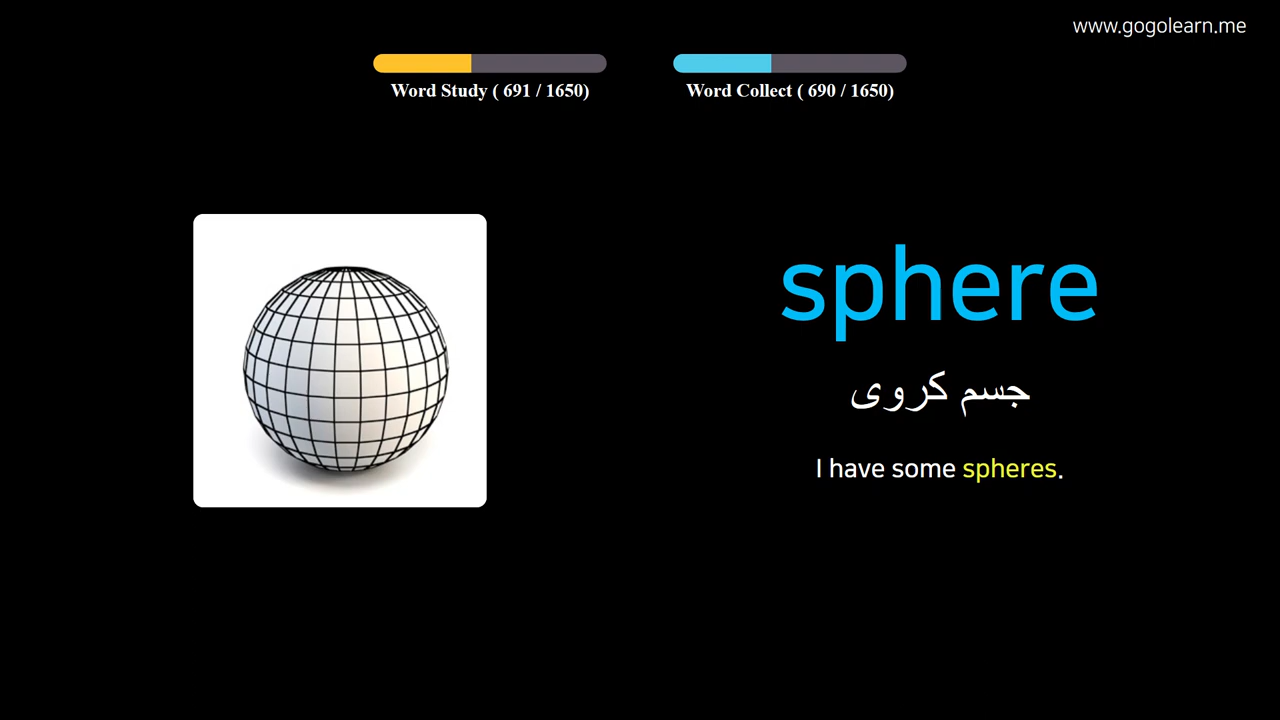 www.gogolearn.me
Word Study ( 691 / 1650)
Word Collect ( 690 / 1650)
sphere
جسم کروی
I have some spheres.